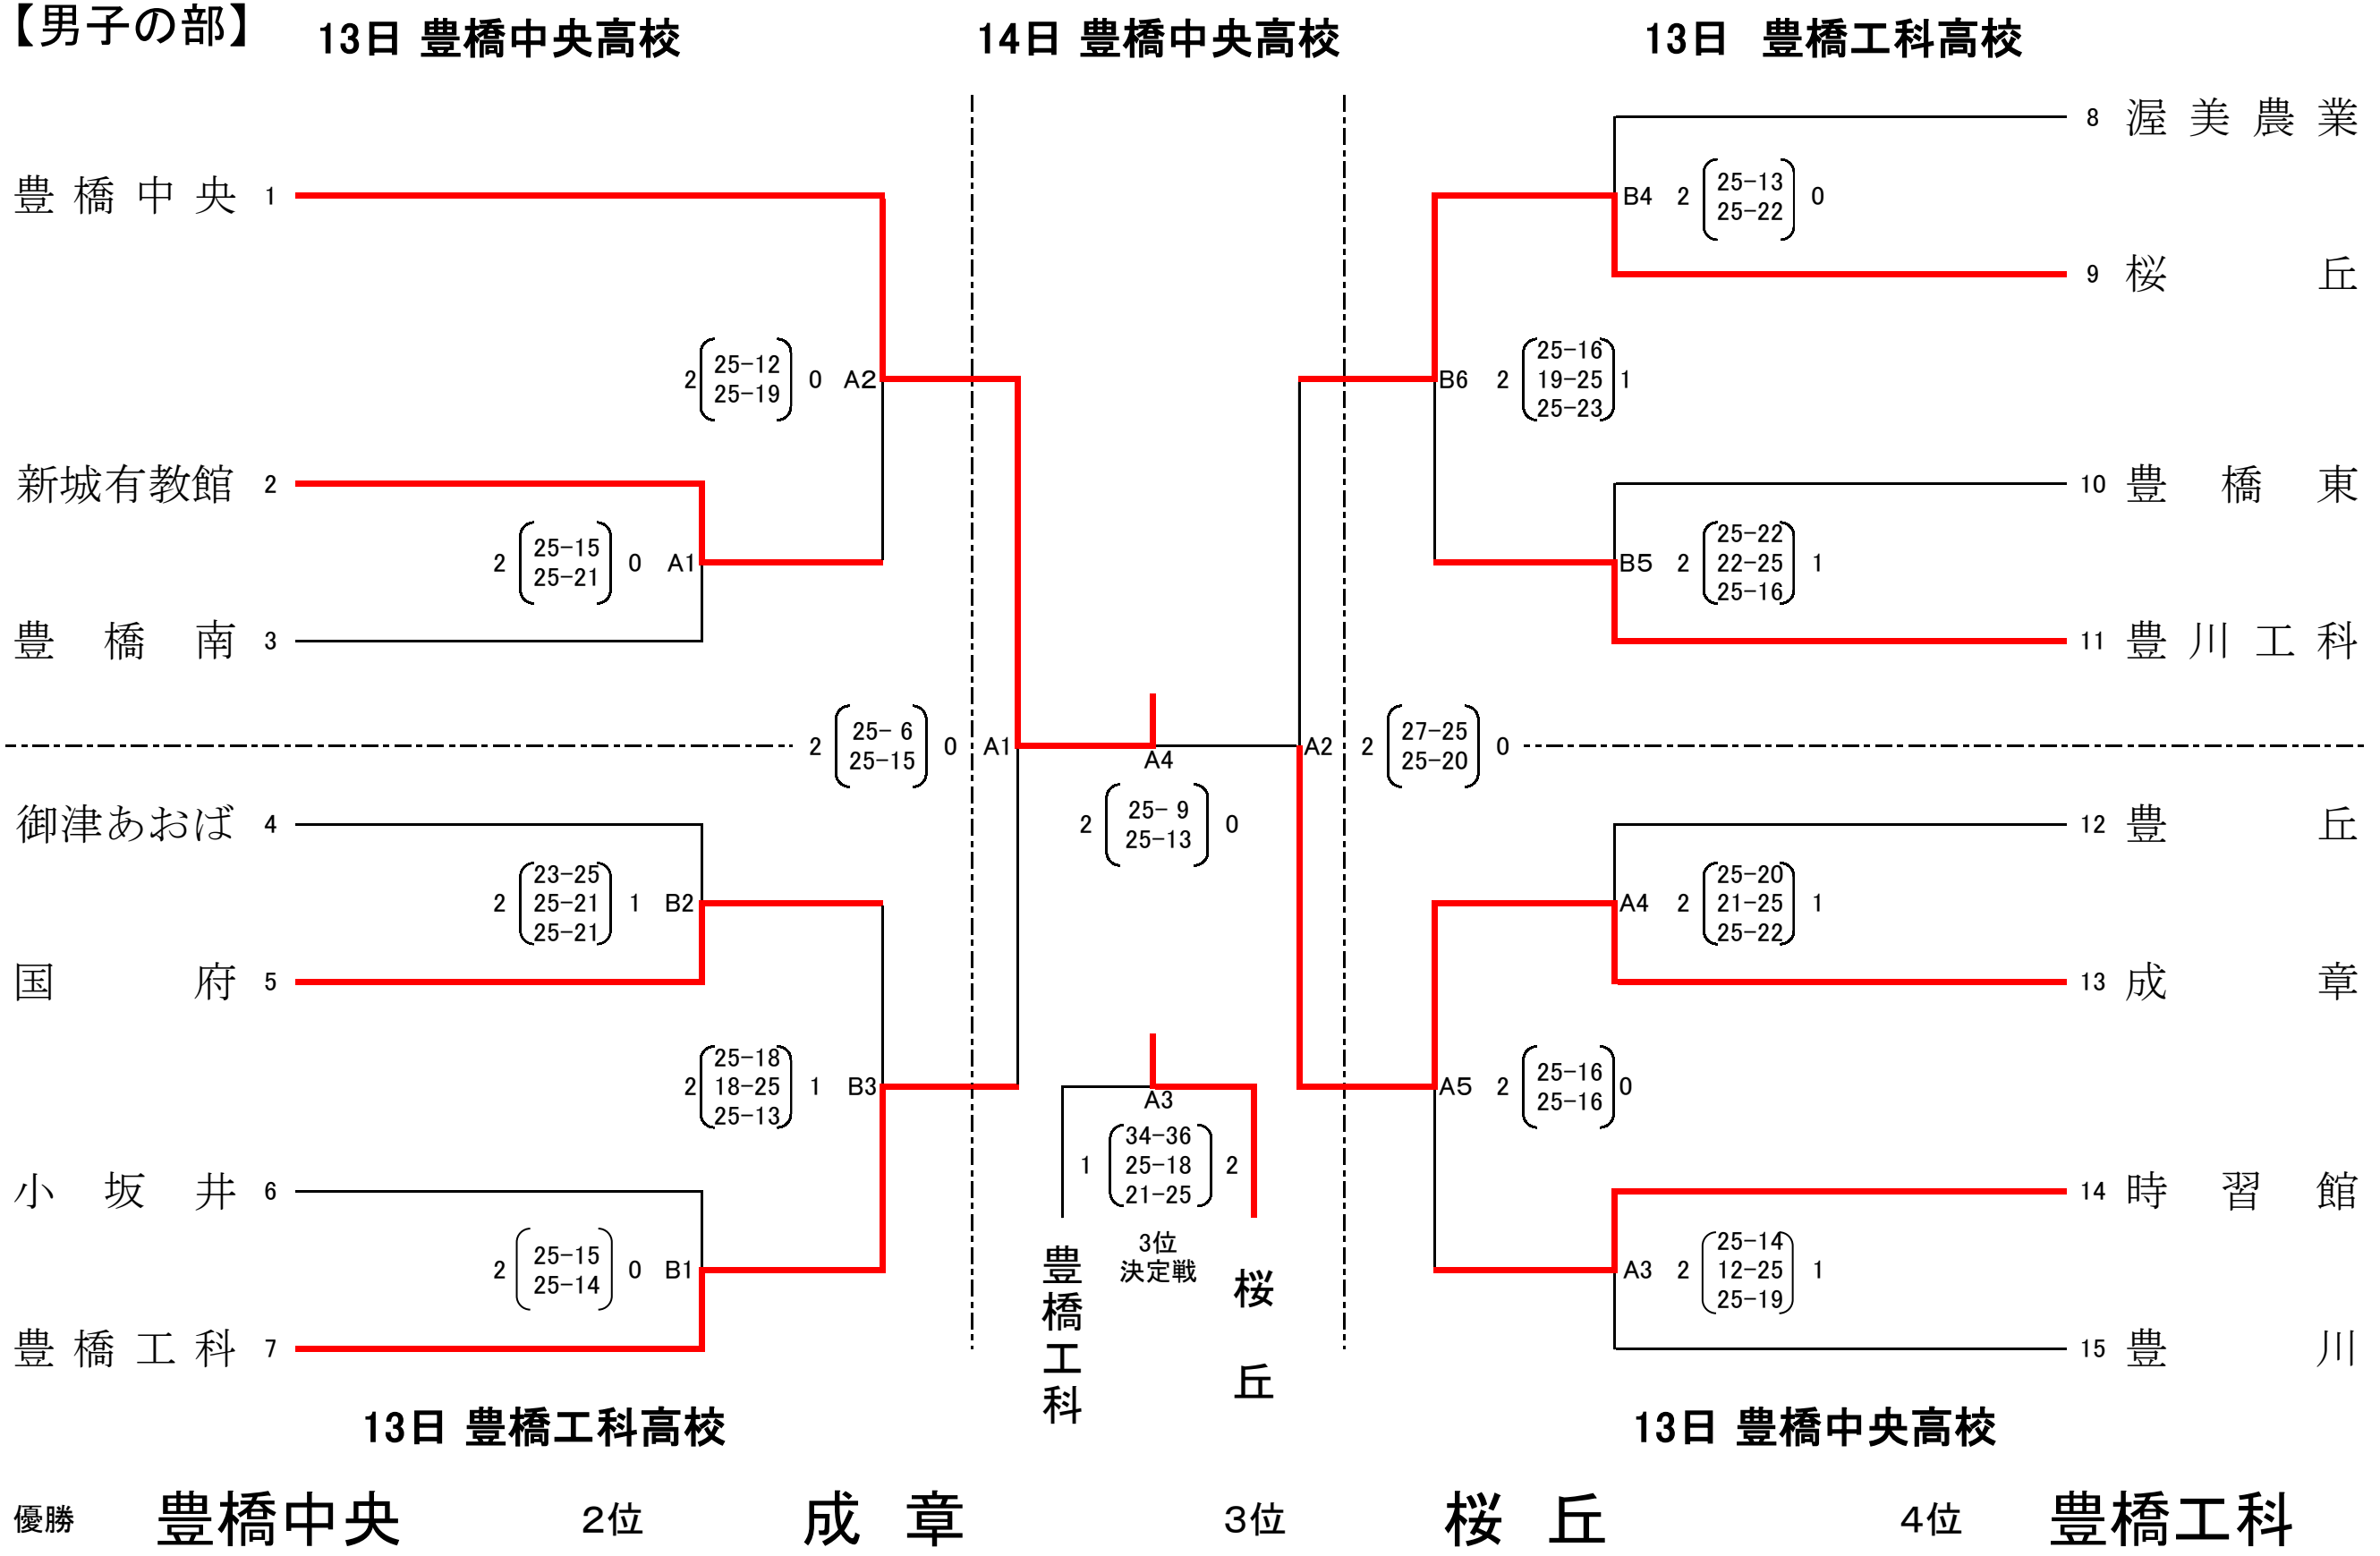 【男子の部】 13日 豊橋中央高校 14日 豊橋中央高校 13日 豊橋工科高校
8 渥美農業
豊橋中央 1
B4 2 25-13 0
25-22
9 桜丘
2 25-12 0 A2
25-19
B6 2 25-16 1
19-25
25-23
新城有教館 2
10 豊橋東
2 25-15 0 A1
25-21
B5 2 25-22 1
22-25
25-16
豊橋南 3
11 豊川工科
2 25- 6 0 A1
25-15
A4
2 25- 9 0
25-13
A2 2 27-25 0
25-20
御津あおば 4
12 豊丘
2 23-25 1 B2
25-21
25-21
A4 2 25-20 1
21-25
25-22
国府 5
13 成章
2 25-18 1 B3
18-25
25-13
A3
1 34-36 2
25-18
21-25
3位
決定戦
豊橋工科
桜丘
A5 2 25-16 0
25-16
小坂井 6
14 時習館
2 25-15 0 B1
25-14
A3 2 25-14 1
12-25
25-19
豊橋工科 7
15 豊川
13日 豊橋工科高校 13日 豊橋中央高校
優勝 豊橋中央 2位 成章 3位 桜丘 4位 豊橋工科